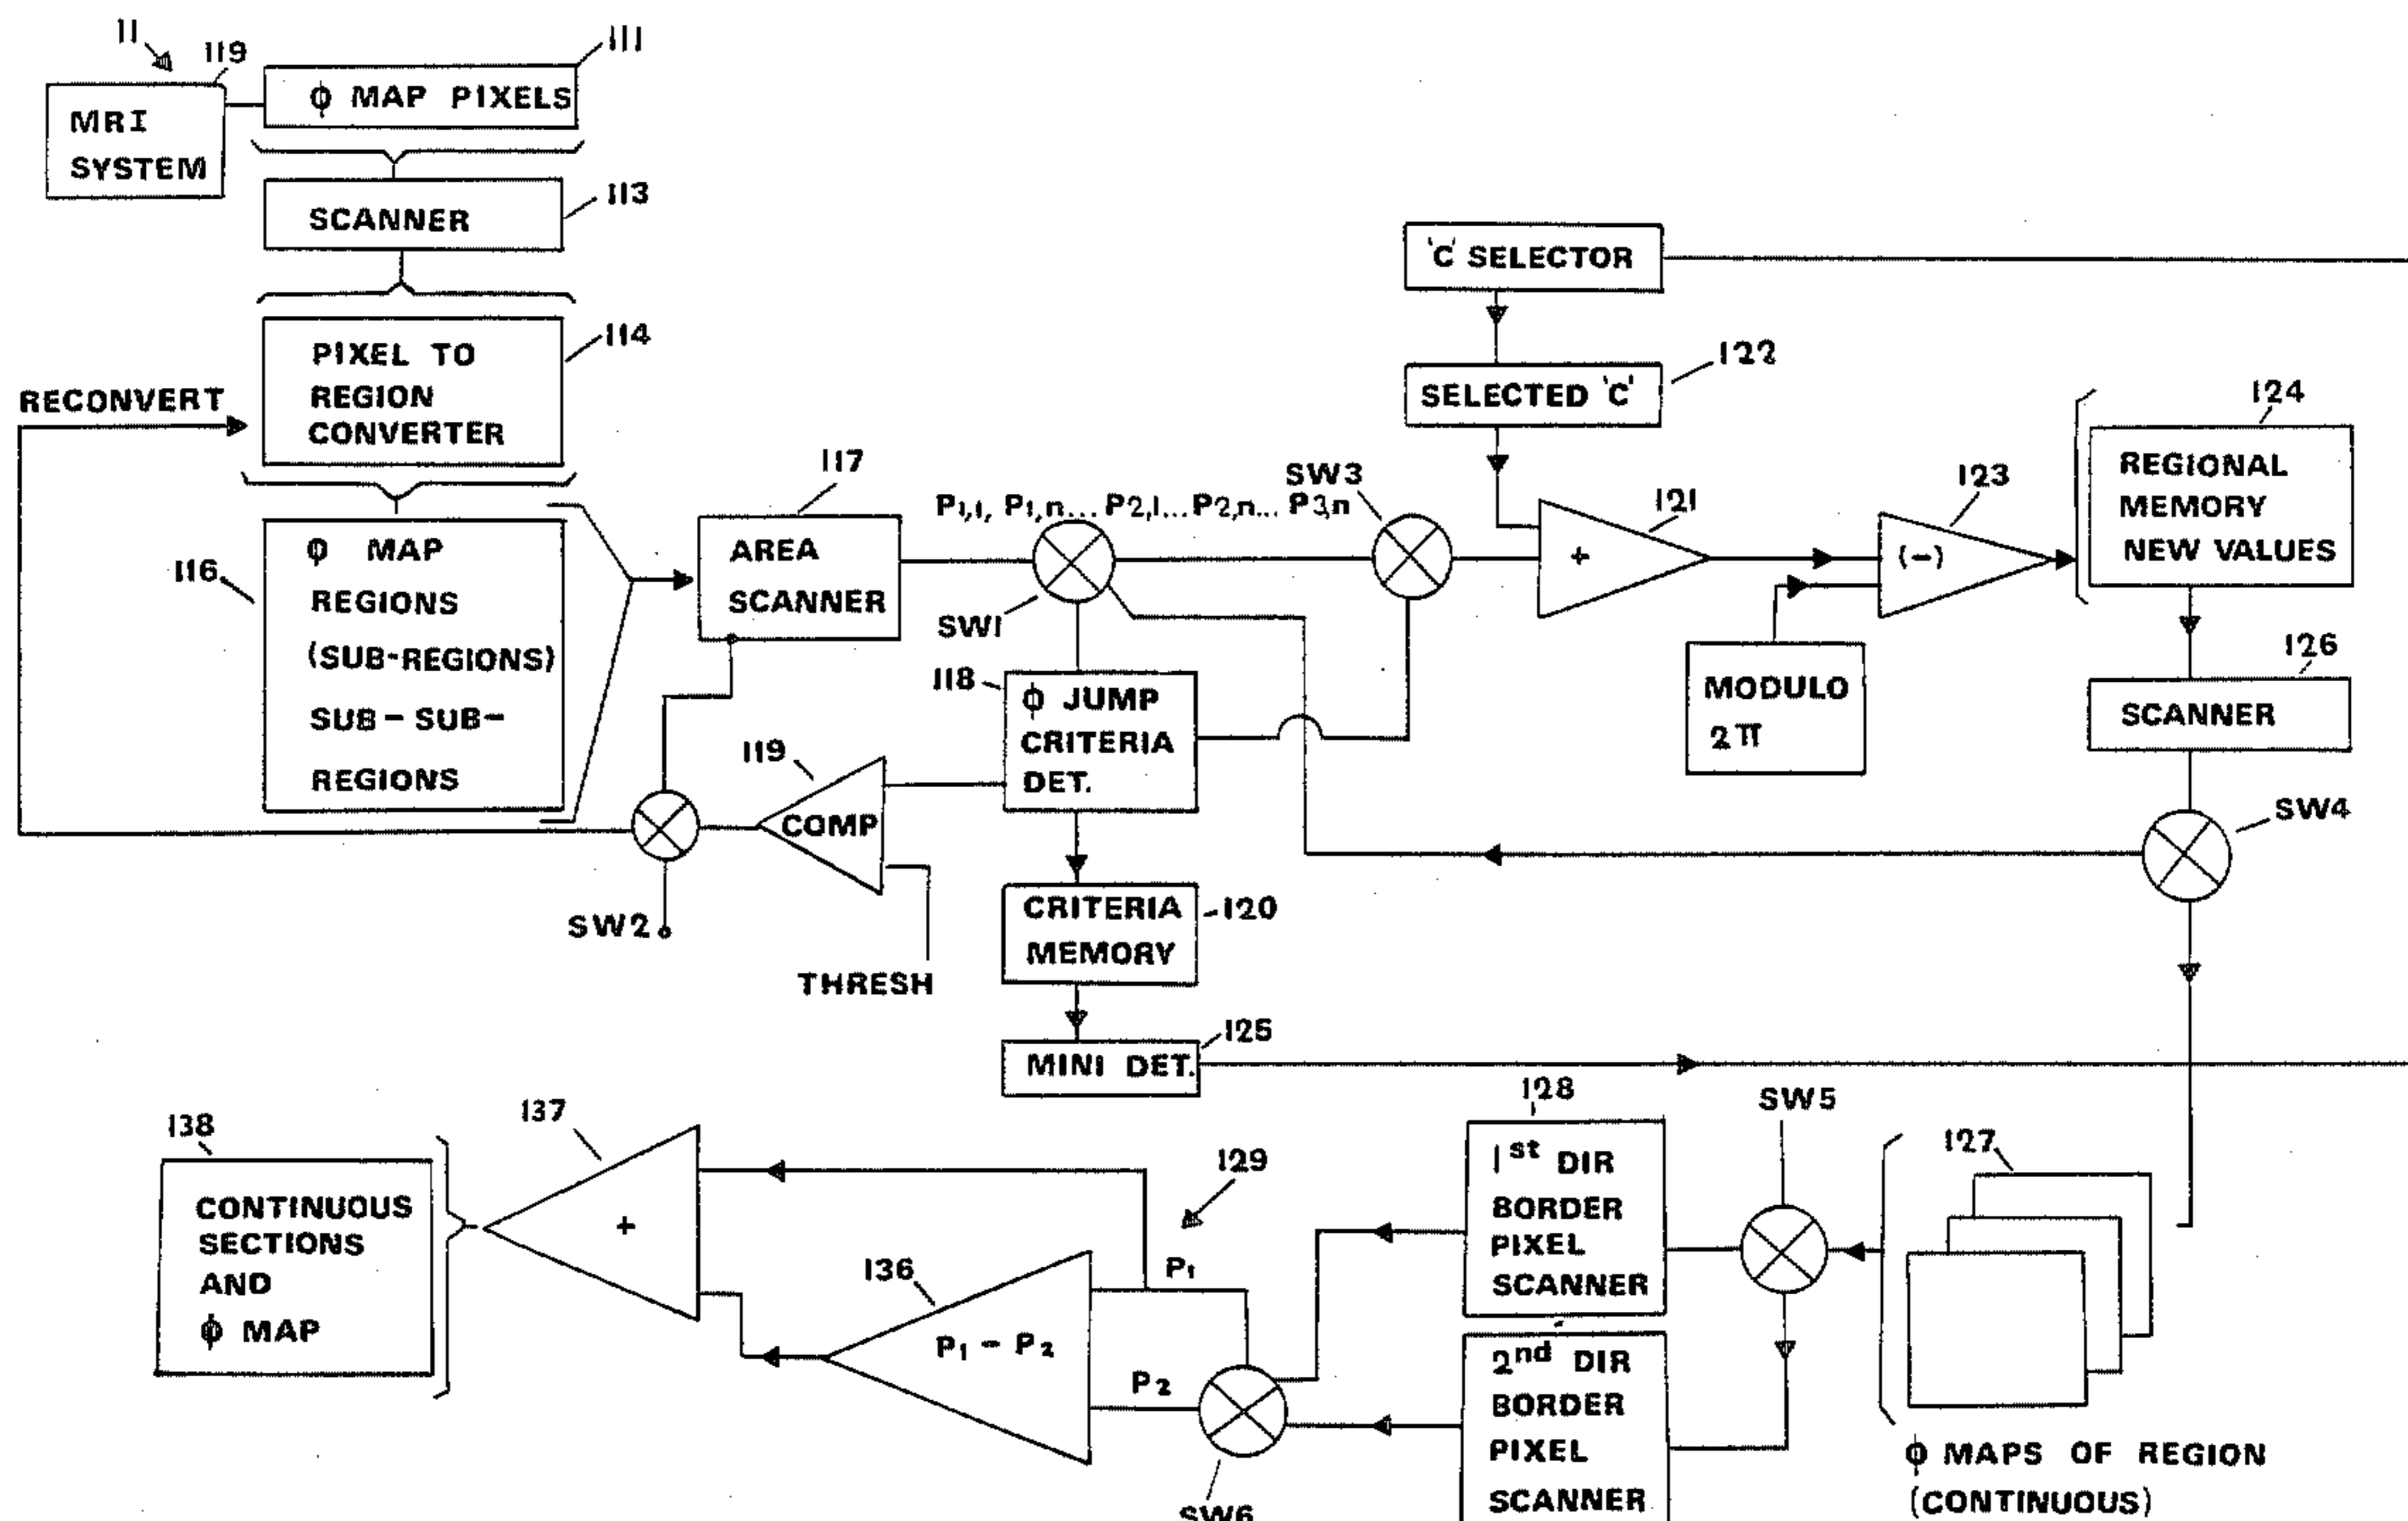 11
119
111
MRI
SYSTEM
φ MAP PIXELS
SCANNER
113
PIXEL TO
REGION
CONVERTER
114
RECONVERT
φ MAP
REGIONS
(SUB-REGIONS)
SUB-SUB-
REGIONS
116
117
AREA
SCANNER
P1,1, P1,n... P2,1... P2,n... P3,n
SW1
SW3
'C' SELECTOR
SELECTED 'C'
122
+
121
(-)
123
MODULO
2π
124
REGIONAL
MEMORY
NEW VALUES
126
SCANNER
SW4
118
φ JUMP
CRITERIA
DET.
119
COMP
SW2
THRESH
CRITERIA
MEMORY
120
125
MINI DET.
138
CONTINUOUS
SECTIONS
AND
φ MAP
137
+
129
136
P1 - P2
P1
P2
SW6
128
1st DIR
BORDER
PIXEL
SCANNER
2nd DIR
BORDER
PIXEL
SCANNER
SW5
127
φ MAPS OF REGION
(CONTINUOUS)